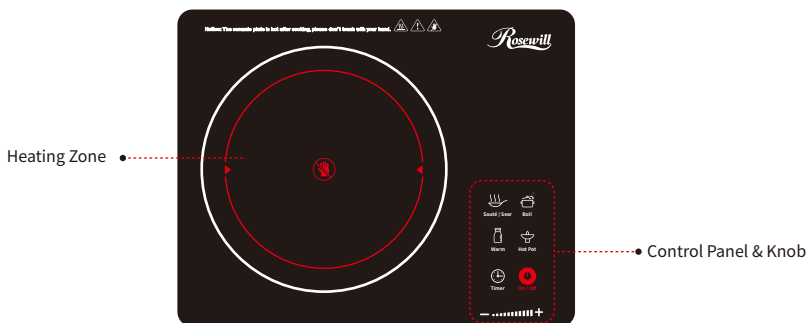 Notice: The ceramic plate is hot after cooking, please don't touch with your hand.
Rosewill
Heating Zone
Sauté / Sear
Boil
Warm
Hot Pot
Control Panel & Knob
Timer
On / Off